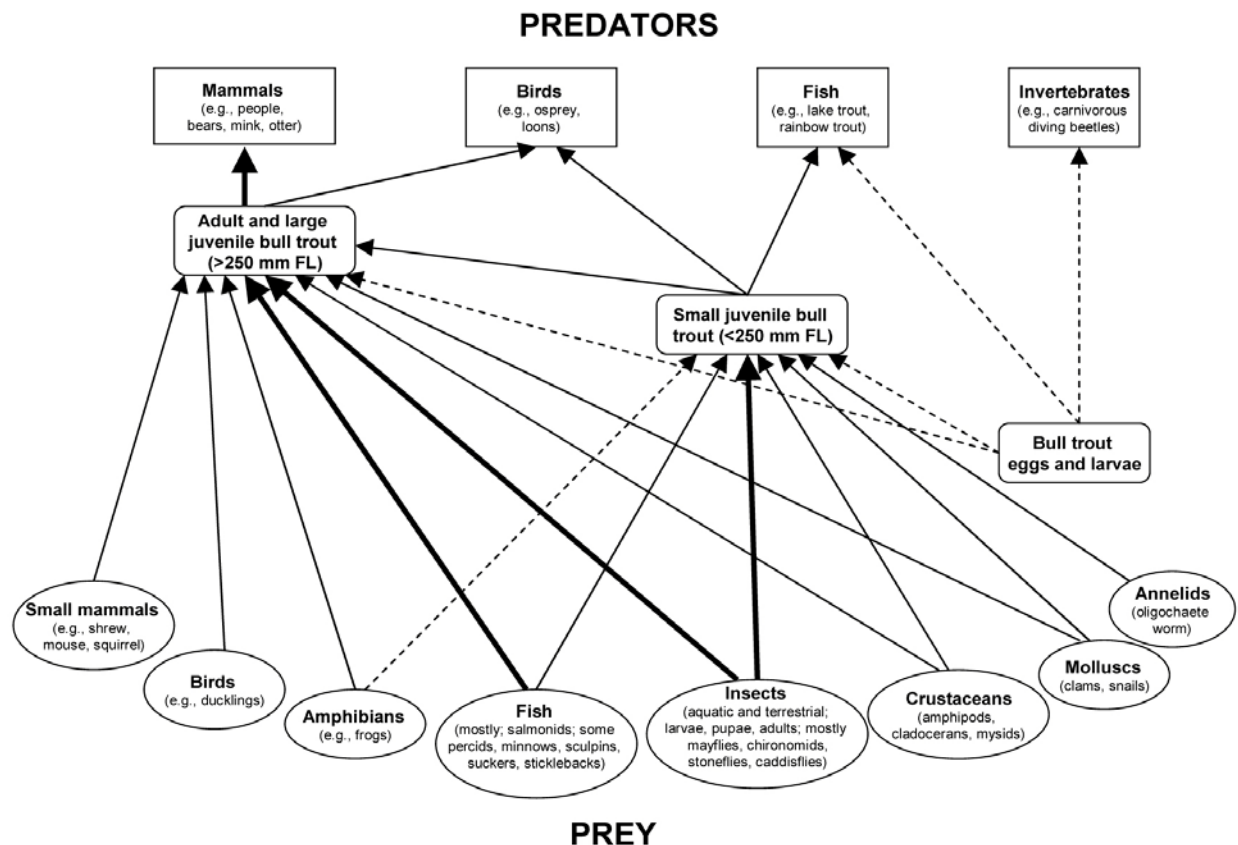 PREDATORS
Mammals
(e.g., people,
bears, mink, otter)
Birds
(e.g., osprey,
loons)
Fish
(e.g., lake trout,
rainbow trout)
Invertebrates
(e.g., carnivorous
diving beetles)
Adult and large
juvenile bull trout
(>250 mm FL)
Small juvenile bull
trout (<250 mm FL)
Bull trout
eggs and larvae
Small mammals
(e.g., shrew,
mouse, squirrel)
Birds
(e.g., ducklings)
Amphibians
(e.g., frogs)
Fish
(mostly; salmonids; some
percids, minnows, sculpins,
suckers, sticklebacks)
Insects
(aquatic and terrestrial;
larvae, pupae, adults; mostly
mayflies, chironomids,
stoneflies, caddisflies)
Crustaceans
(amphipods,
cladocerans, mysids)
Molluscs
(clams, snails)
Annelids
(oligochaete
worm)
PREY